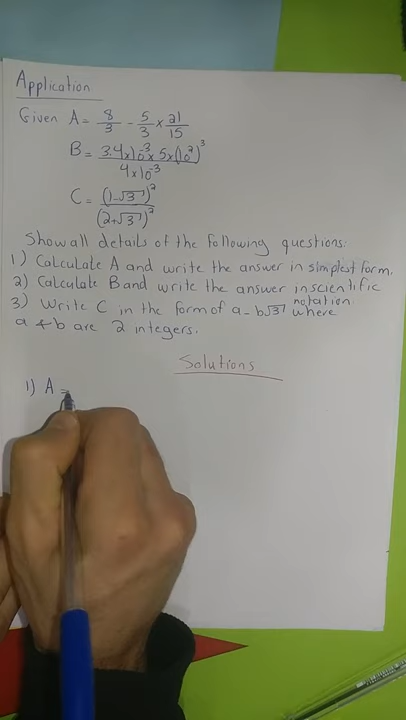 Application
Given A = 8/3 - 5/3 x 21/15
B = 3.4x10^-3 x 5x(10^2)^3 / 4x10^-3
C = (1-√3)^2 / (2+√3)^2
Show all details of the following questions:
1) Calculate A and write the answer in simplest form.
2) Calculate B and write the answer in scientific notation
3) Write C in the form of a - b√3 where
a & b are 2 integers.
Solutions
1) A =